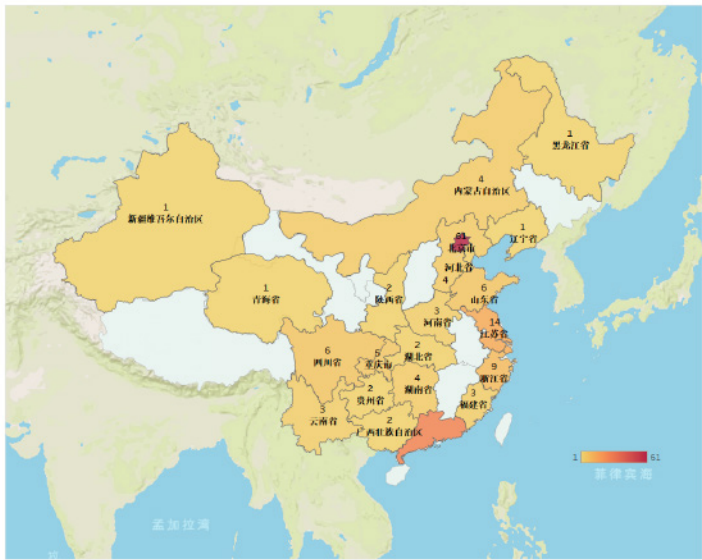 1
黑龙江省
4
内蒙古自治区
1
新疆维吾尔自治区
1
辽宁省
61
北京市
河北省
4
1
青海省
2
陕西省
6
山东省
3
河南省
14
江苏省
6
四川省
5
重庆市
2
湖北省
9
浙江省
4
湖南省
2
贵州省
3
福建省
3
云南省
2
广西壮族自治区
1
61
菲律宾海
孟加拉湾